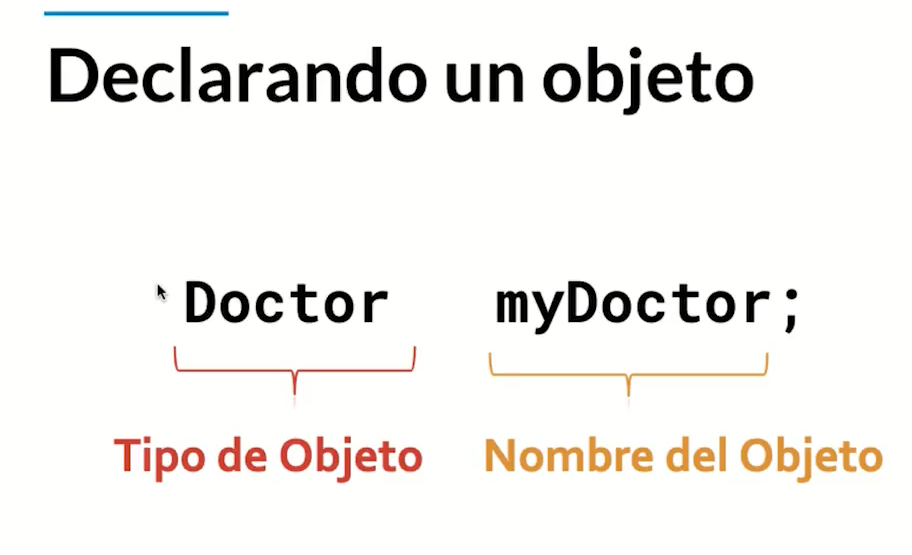 Declarando un objeto
Doctor myDoctor;
Tipo de Objeto Nombre del Objeto